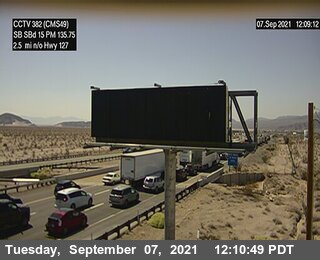 CCTV 382 (CMS49)
SB SBd 15 PM 135.75
2.5 mi n/o Hwy 127
07.Sep 2021 12:09:12
Tuesday, September 07, 2021 12:10:49 PDT